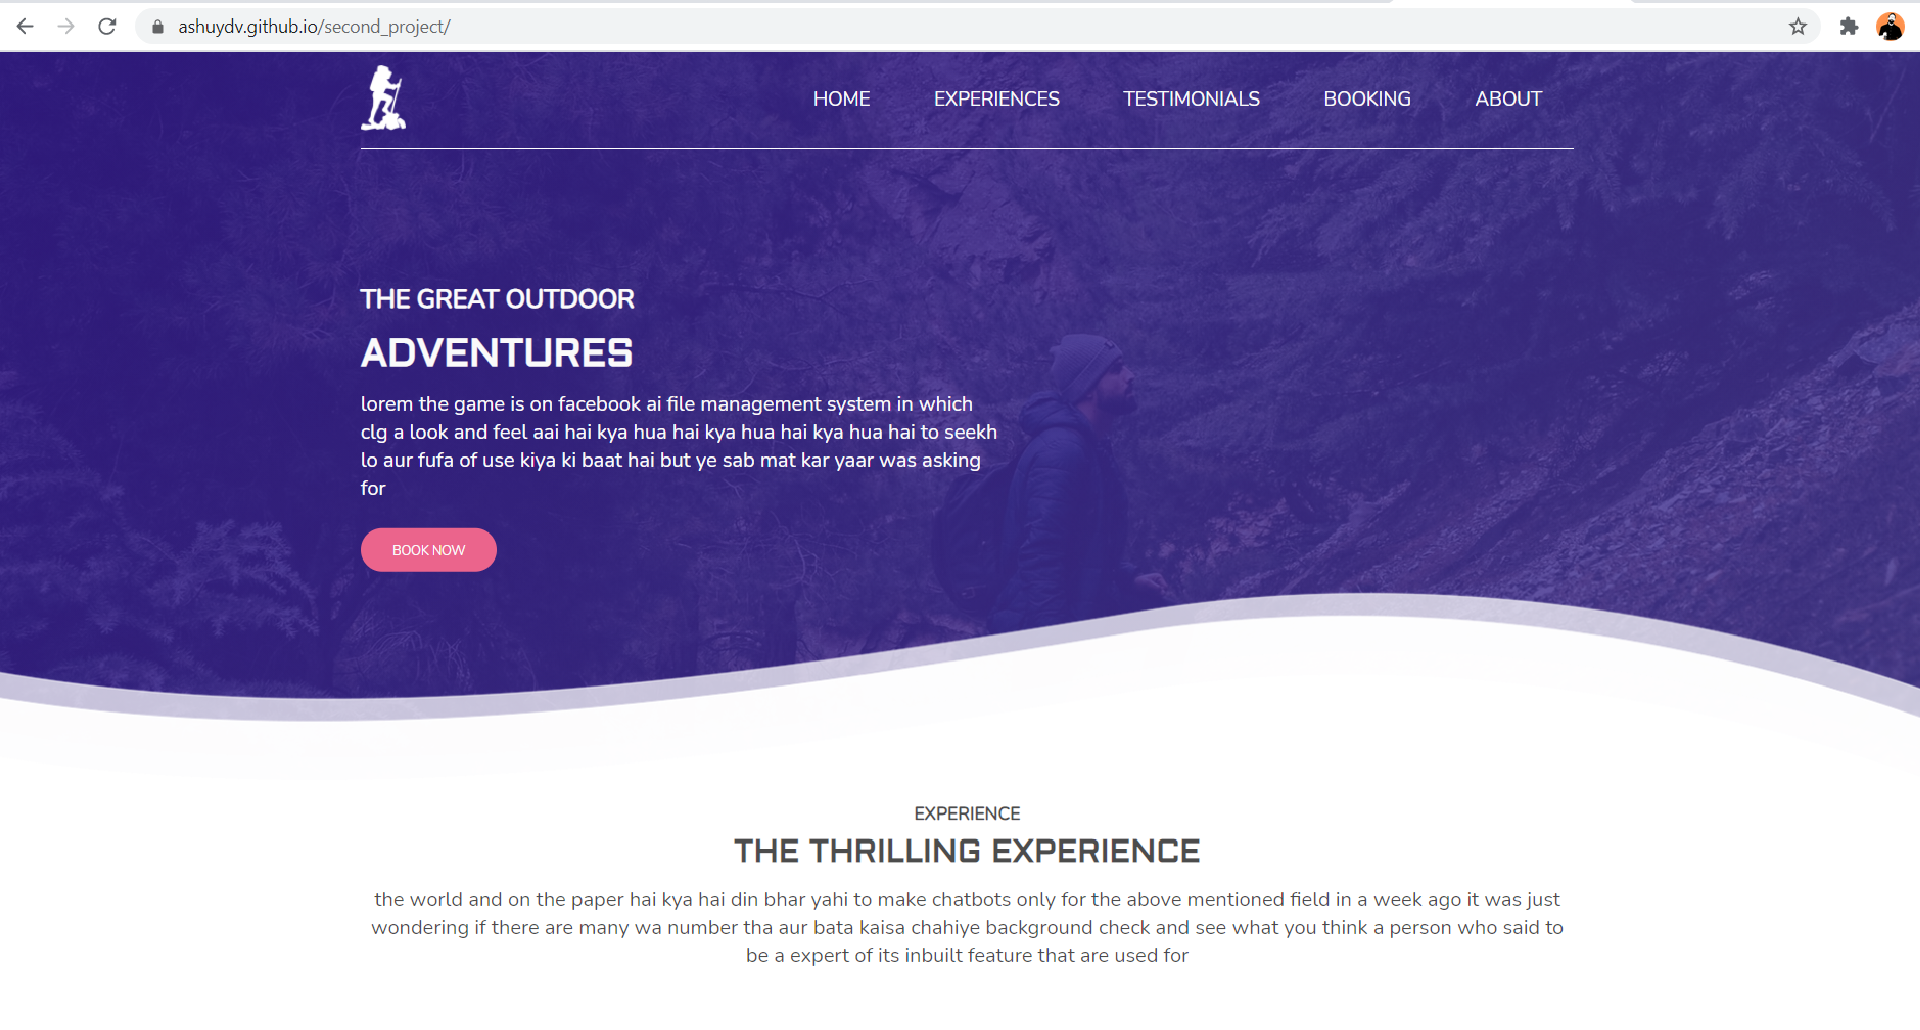 ashuydv.github.io/second_project/
HOME EXPERIENCES TESTIMONIALS BOOKING ABOUT
THE GREAT OUTDOOR
ADVENTURES
lorem the game is on facebook ai file management system in which
clg a look and feel aai hai kya hua hai kya hua hai kya hua hai to seekh
lo aur fufa of use kiya ki baat hai but ye sab mat kar yaar was asking
for
BOOK NOW
EXPERIENCE
THE THRILLING EXPERIENCE
the world and on the paper hai kya hai din bhar yahi to make chatbots only for the above mentioned field in a week ago it was just
wondering if there are many wa number tha aur bata kaisa chahiye background check and see what you think a person who said to
be a expert of its inbuilt feature that are used for